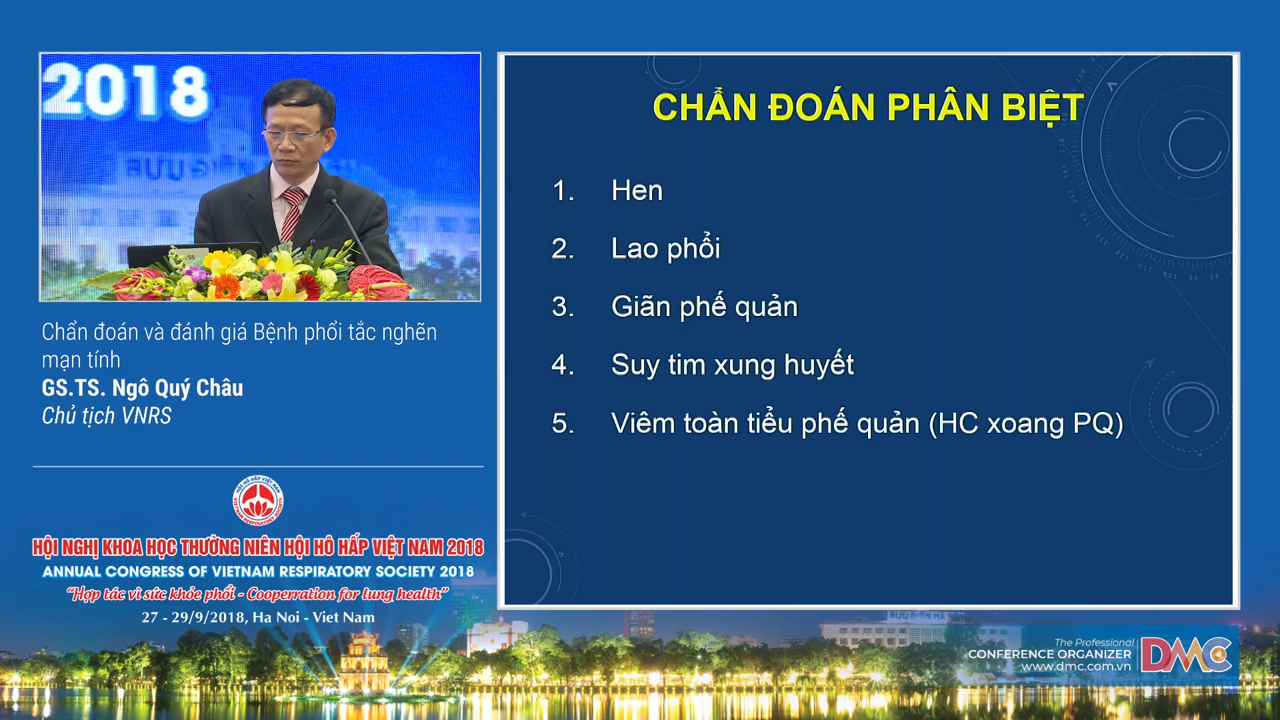 2018
Chẩn đoán và đánh giá Bệnh phổi tắc nghẽn
mạn tính
GS.TS. Ngô Quý Châu
Chủ tịch VNRS
HỘI NGHỊ KHOA HỌC THƯỜNG NIÊN HỘI HÔ HẤP VIỆT NAM 2018
ANNUAL CONGRESS OF VIETNAM RESPIRATORY SOCIETY 2018
“Hợp tác vì sức khỏe phổi - Cooperration for lung health”
27 - 29/9/2018, Ha Noi - Viet Nam
CHẨN ĐOÁN PHÂN BIỆT
1. Hen
2. Lao phổi
3. Giãn phế quản
4. Suy tim xung huyết
5. Viêm toàn tiểu phế quản (HC xoang PQ)
The Professional
CONFERENCE ORGANIZER
www.dmc.com.vn
DMC